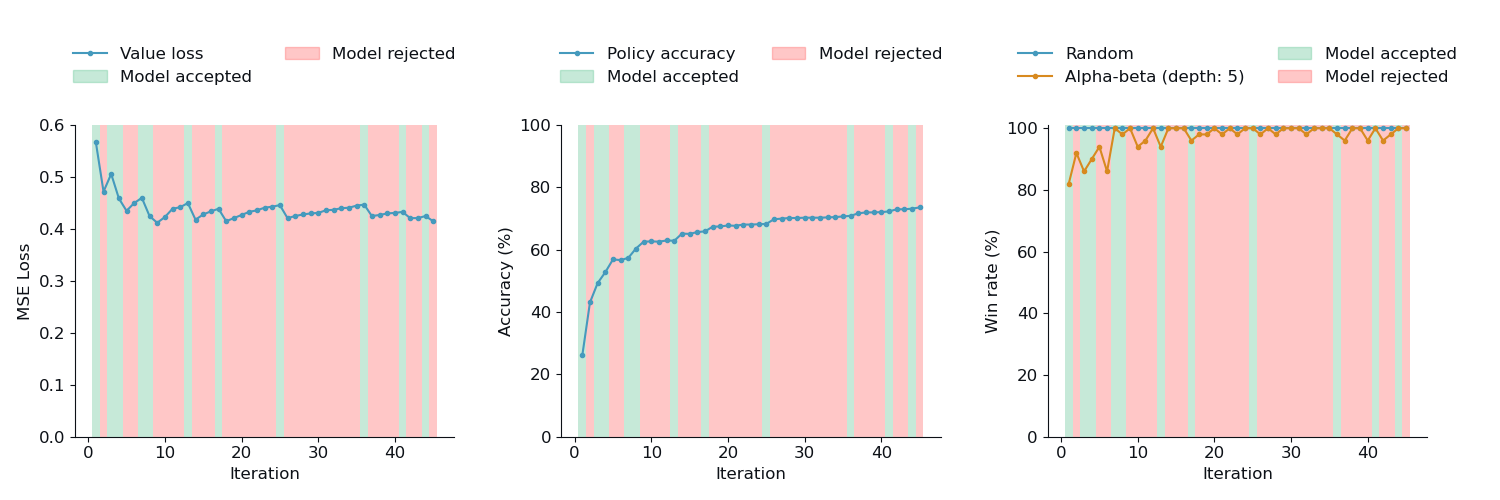 Value loss
Model accepted
Model rejected
0.6
0.5
0.4
0.3
0.2
0.1
0.0
MSE Loss
0 10 20 30 40
Iteration
Policy accuracy
Model accepted
Model rejected
100
80
60
40
20
0
Accuracy (%)
0 10 20 30 40
Iteration
Random
Alpha-beta (depth: 5)
Model accepted
Model rejected
100
80
60
40
20
0
Win rate (%)
0 10 20 30 40
Iteration